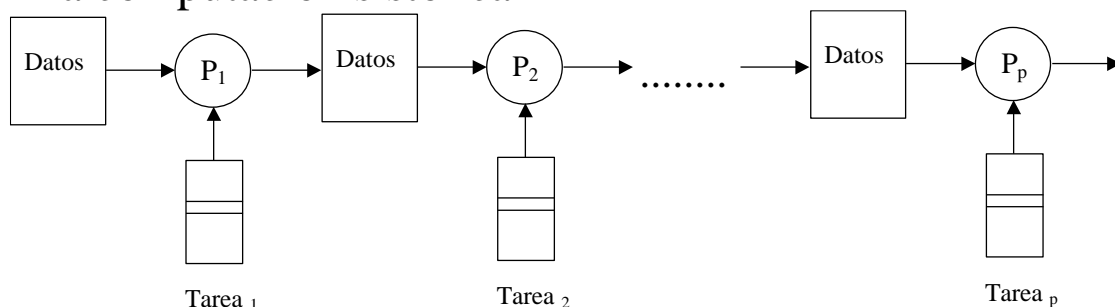 Datos
P1
Datos
P2
........
Datos
Pp
Tarea 1
Tarea 2
Tarea p